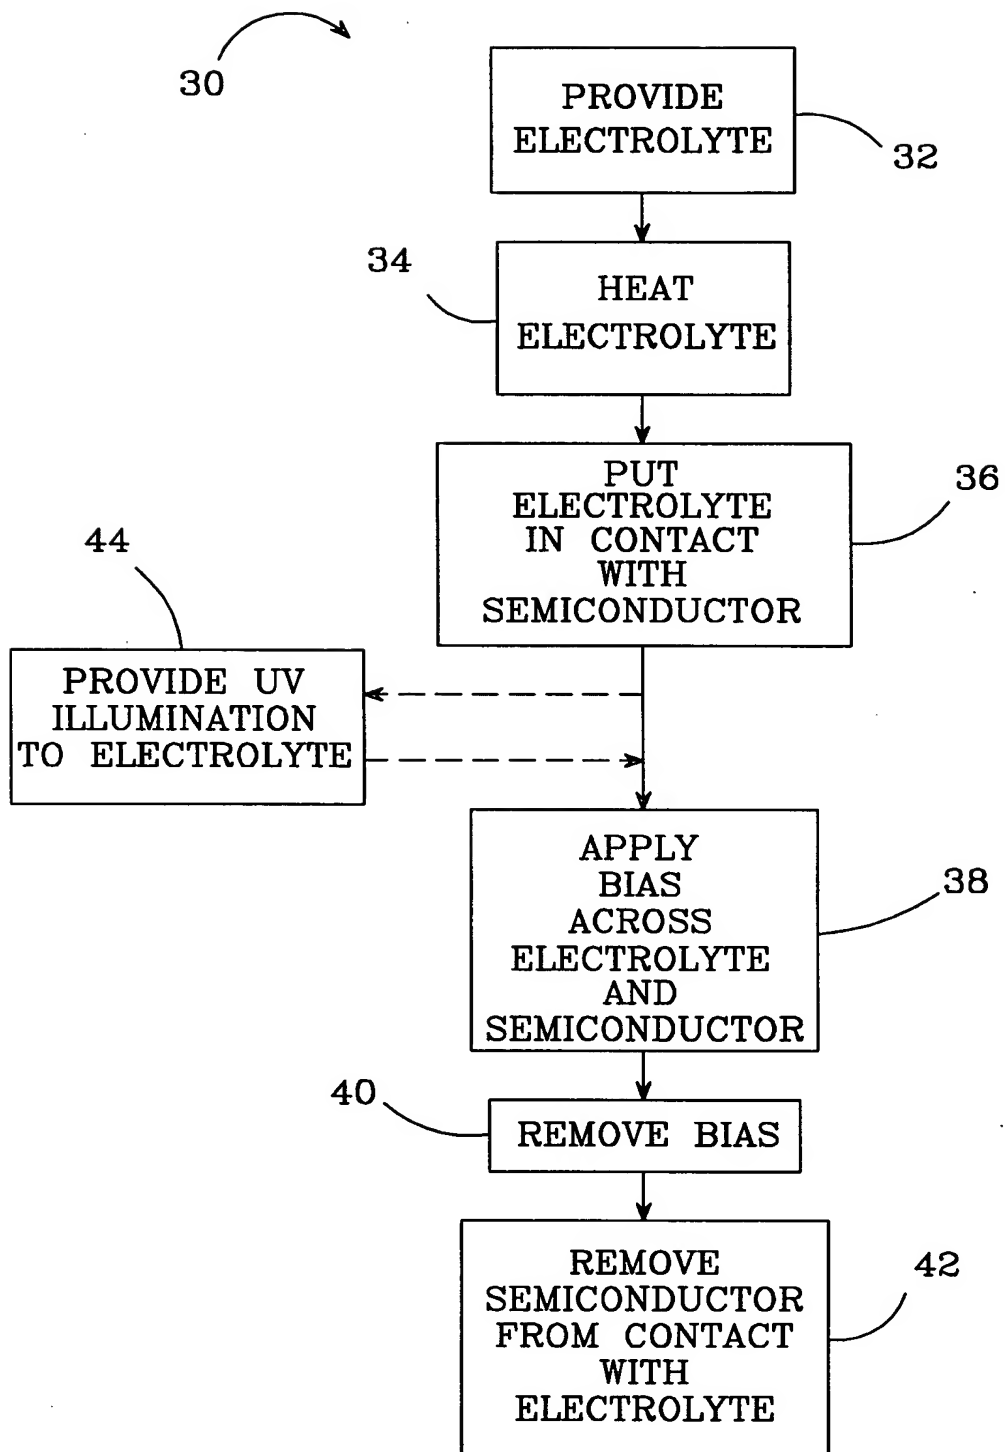 30
PROVIDE
ELECTROLYTE
32
34
HEAT
ELECTROLYTE
PUT
ELECTROLYTE
IN CONTACT
WITH
SEMICONDUCTOR
36
44
PROVIDE UV
ILLUMINATION
TO ELECTROLYTE
APPLY
BIAS
ACROSS
ELECTROLYTE
AND
SEMICONDUCTOR
38
40
REMOVE BIAS
REMOVE
SEMICONDUCTOR
FROM CONTACT
WITH
ELECTROLYTE
42